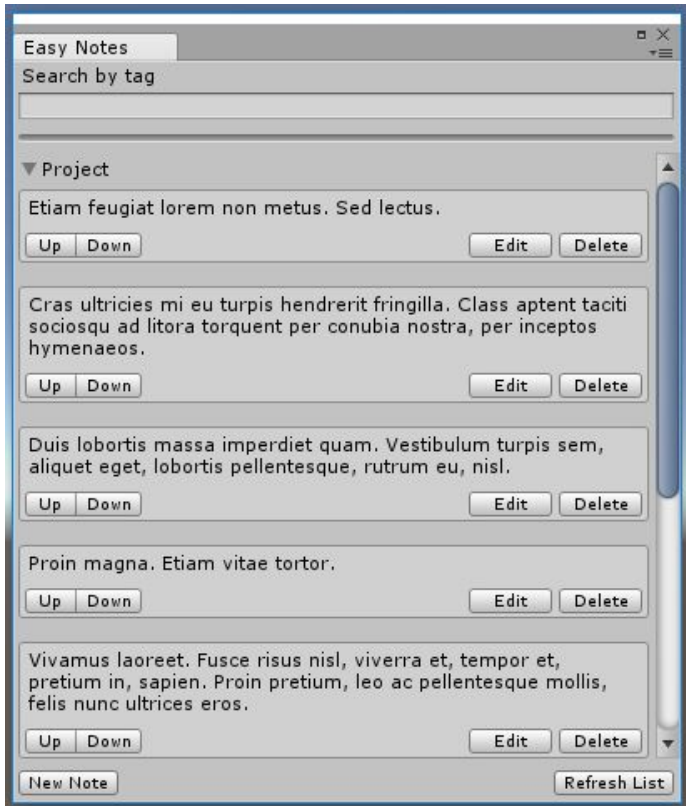 Easy Notes
Search by tag
Project
Etiam feugiat lorem non metus. Sed lectus.
Up Down Edit Delete
Cras ultricies mi eu turpis hendrerit fringilla. Class aptent taciti
sociosqu ad litora torquent per conubia nostra, per inceptos
hymenaeos.
Up Down Edit Delete
Duis lobortis massa imperdiet quam. Vestibulum turpis sem,
aliquet eget, lobortis pellentesque, rutrum eu, nisl.
Up Down Edit Delete
Proin magna. Etiam vitae tortor.
Up Down Edit Delete
Vivamus laoreet. Fusce risus nisl, viverra et, tempor et,
pretium in, sapien. Proin pretium, leo ac pellentesque mollis,
felis nunc ultrices eros.
Up Down Edit Delete
New Note Refresh List